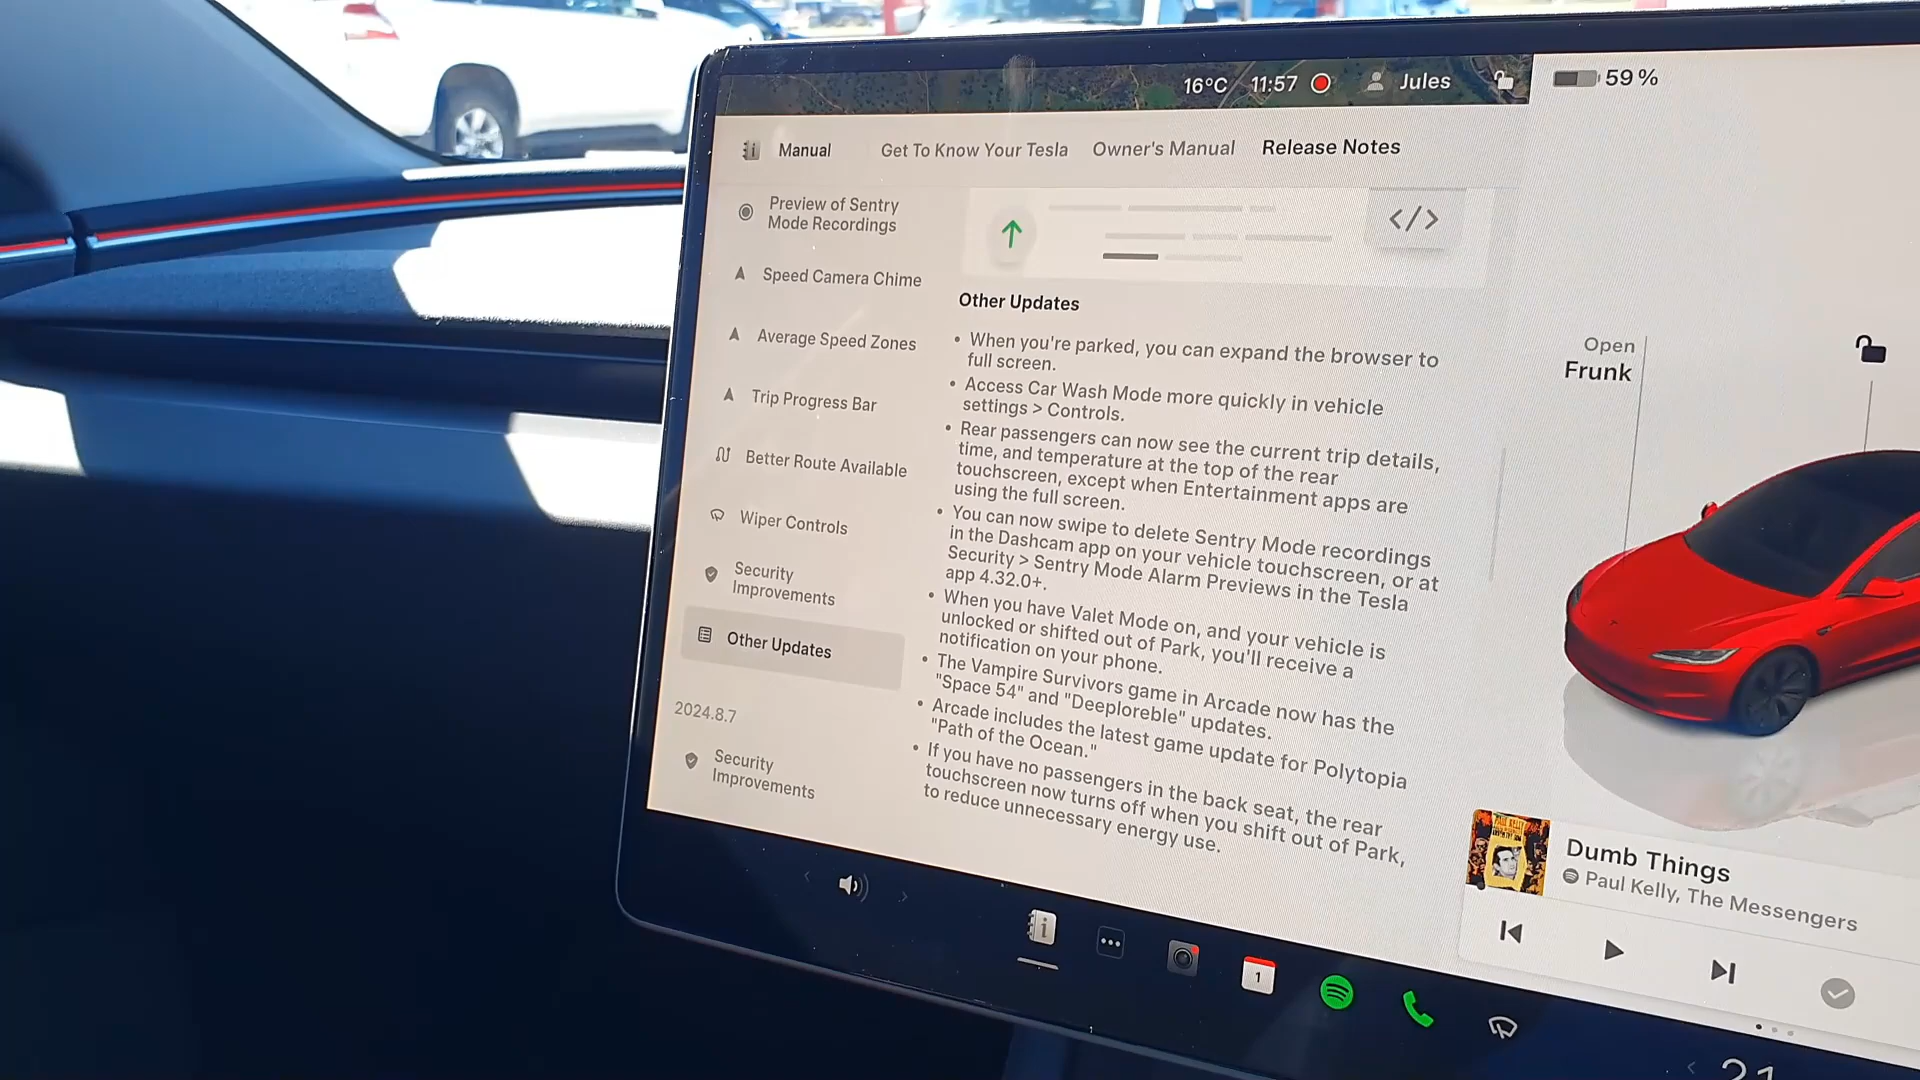 16°C 11:57 Jules 59 %
Manual Get To Know Your Tesla Owner's Manual Release Notes
Preview of Sentry
Mode Recordings
Speed Camera Chime
Average Speed Zones
Trip Progress Bar
Better Route Available
Wiper Controls
Security
Improvements
Other Updates
2024.8.7
Security
Improvements
</>
Other Updates
• When you're parked, you can expand the browser to
full screen.
• Access Car Wash Mode more quickly in vehicle
settings > Controls.
• Rear passengers can now see the current trip details,
time, and temperature at the top of the rear
touchscreen, except when Entertainment apps are
using the full screen.
• You can now swipe to delete Sentry Mode recordings
in the Dashcam app on your vehicle touchscreen, or at
Security > Sentry Mode Alarm Previews in the Tesla
app 4.32.0+.
• When you have Valet Mode on, and your vehicle is
unlocked or shifted out of Park, you'll receive a
notification on your phone.
• The Vampire Survivors game in Arcade now has the
"Space 54" and "Deeploreble" updates.
• Arcade includes the latest game update for Polytopia
"Path of the Ocean."
• If you have no passengers in the back seat, the rear
touchscreen now turns off when you shift out of Park,
to reduce unnecessary energy use.
Open
Frunk
PAUL KELLY
Dumb Things
Paul Kelly, The Messengers
1
21